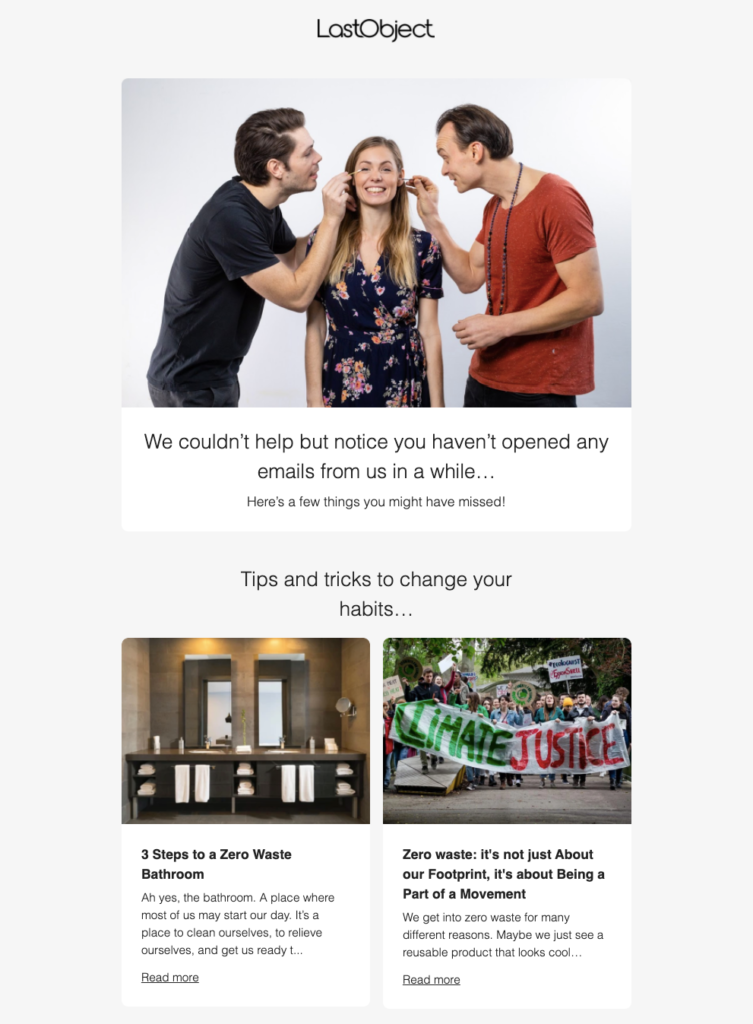 LastObject
We couldn’t help but notice you haven’t opened any
emails from us in a while…
Here’s a few things you might have missed!
Tips and tricks to change your
habits…
CLIMATE JUSTICE
3 Steps to a Zero Waste
Bathroom
Ah yes, the bathroom. A place where
most of us may start our day. It’s a
place to clean ourselves, to relieve
ourselves, and get us ready t...
Read more
Zero waste: it’s not just About
our Footprint, it’s about Being a
Part of a Movement
We get into zero waste for many
different reasons. Maybe we just see a
reusable product that looks cool…
Read more